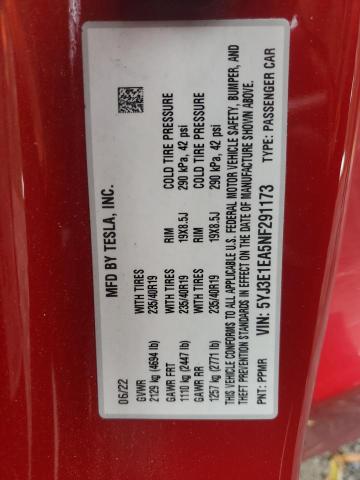 MFD BY TESLA, INC.
06/22
GVWR WITH TIRES RIM COLD TIRE PRESSURE
2129 kg (4694 lb) 235/40R19 19X8.5J 290 kPa, 42 psi
GAWR FRT WITH TIRES RIM COLD TIRE PRESSURE
1110 kg (2447 lb) 235/40R19 19X8.5J 290 kPa, 42 psi
GAWR RR WITH TIRES RIM COLD TIRE PRESSURE
1257 kg (2771 lb) 235/40R19 19X8.5J 290 kPa, 42 psi
THIS VEHICLE CONFORMS TO ALL APPLICABLE U.S. FEDERAL MOTOR VEHICLE SAFETY, BUMPER, AND
THEFT PREVENTION STANDARDS IN EFFECT ON THE DATE OF MANUFACTURE SHOWN ABOVE.
VIN: 5YJ3E1EA5NF291173
PNT: PPMR TYPE: PASSENGER CAR